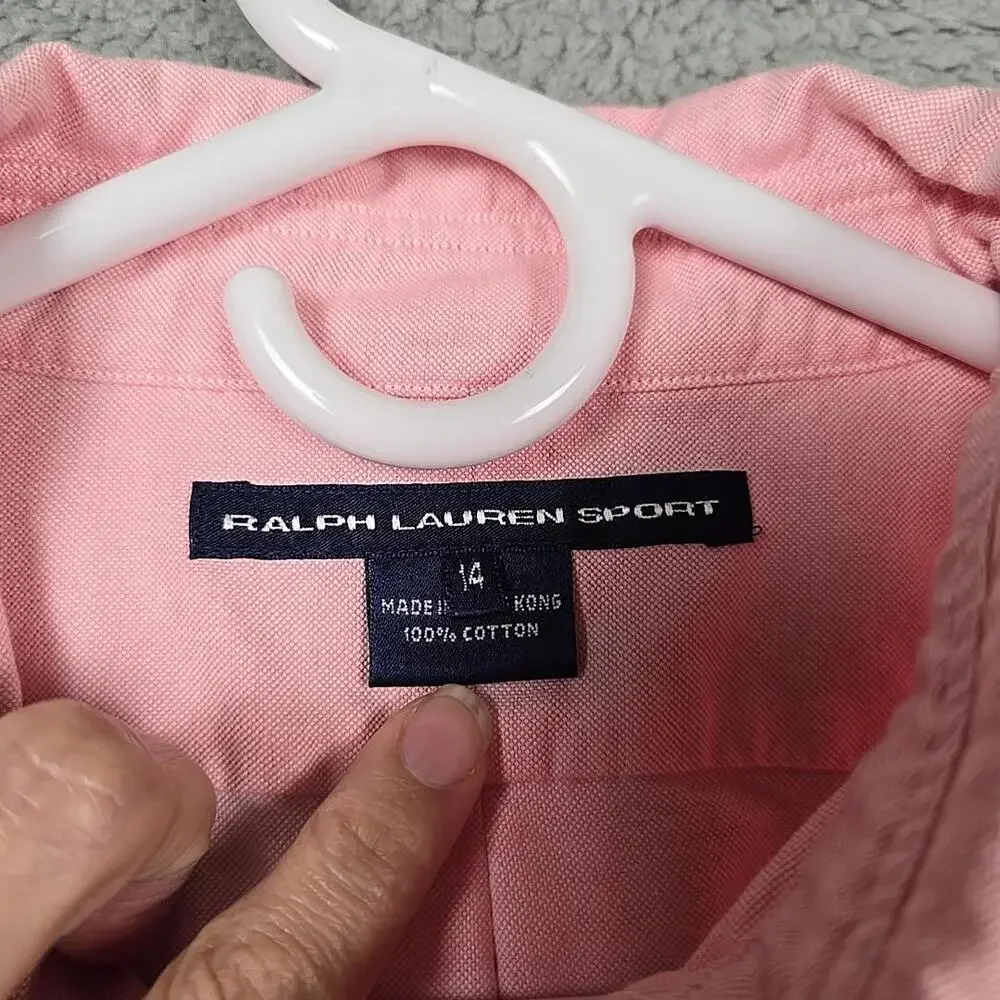 RALPH LAUREN SPORT
14
MADE I KONG
100% COTTON